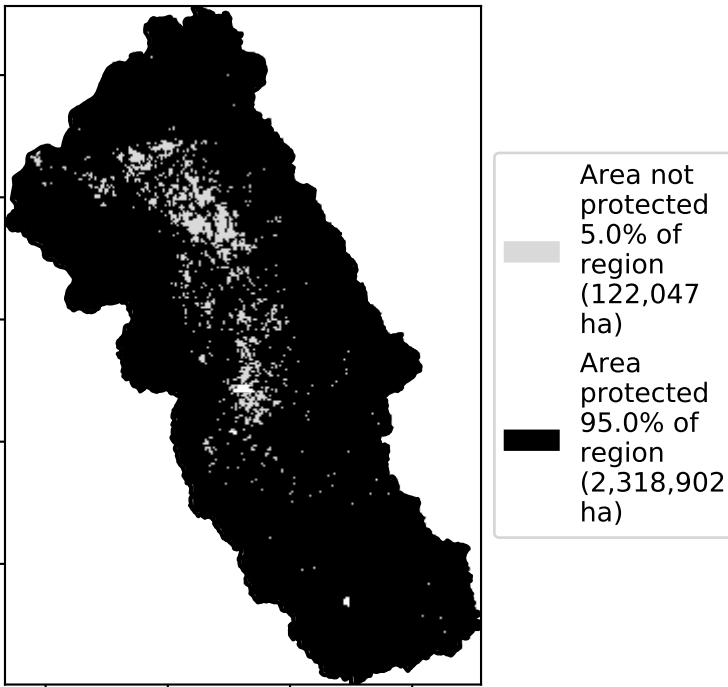 Area not
protected
5.0% of
region
(122,047
ha)
Area
protected
95.0% of
region
(2,318,902
ha)